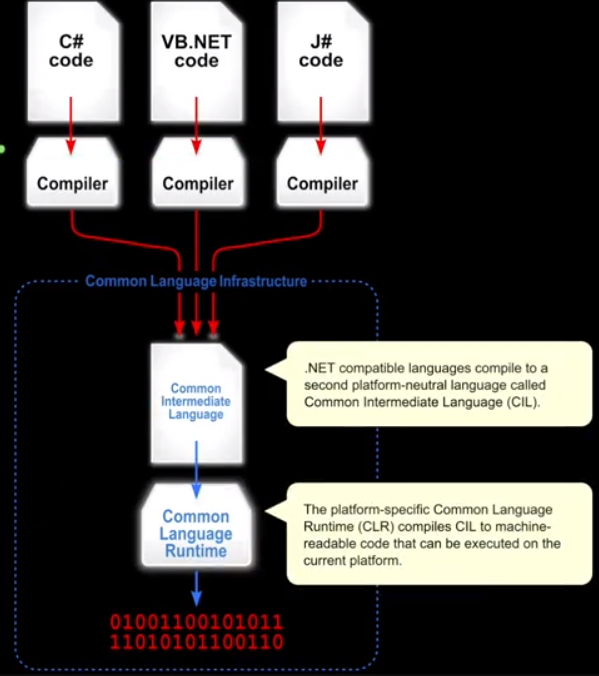 C#
code
VB.NET
code
J#
code
Compiler
Compiler
Compiler
Common Language Infrastructure
Common
Intermediate
Language
.NET compatible languages compile to a
second platform-neutral language called
Common Intermediate Language (CIL).
Common
Language
Runtime
The platform-specific Common Language
Runtime (CLR) compiles CIL to machine-
readable code that can be executed on the
current platform.
01001100101011
11010101100110